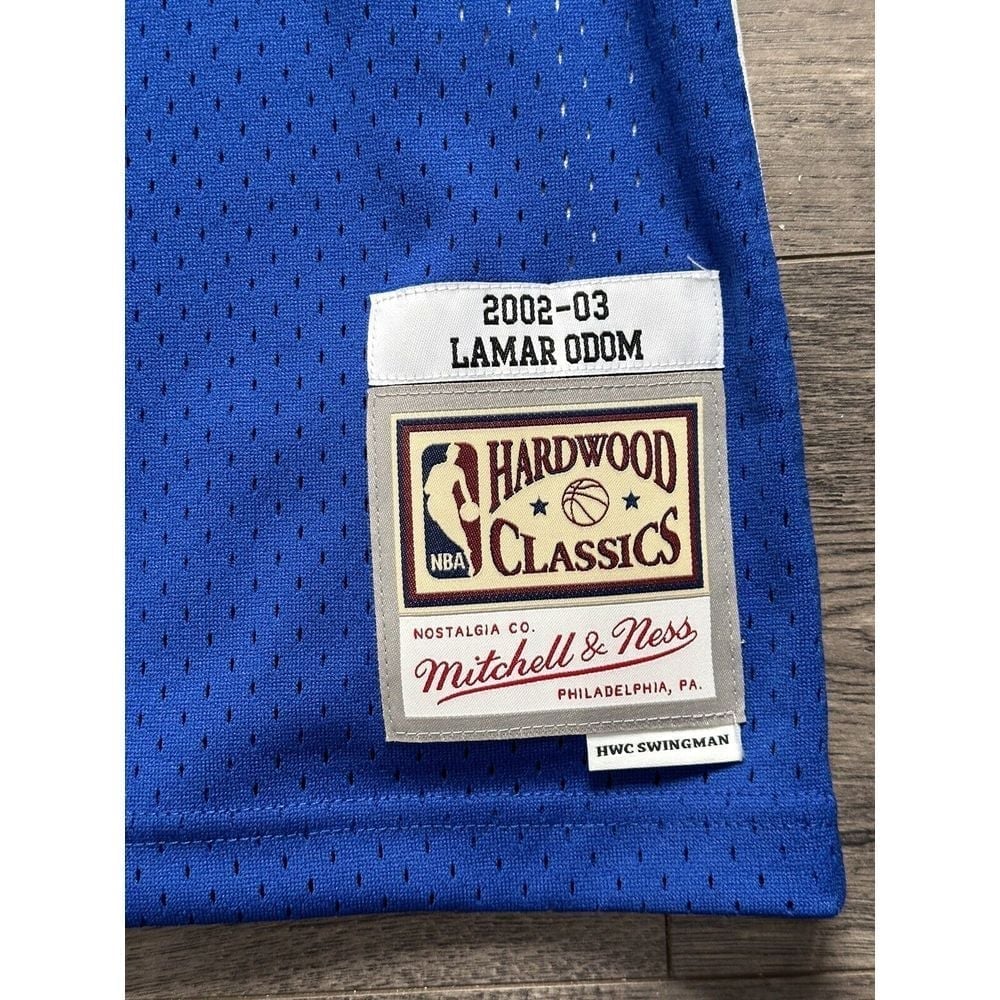 2002-03
LAMAR ODOM
HARDWOOD
CLASSICS
NBA
NOSTALGIA CO.
Mitchell & Ness
PHILADELPHIA, PA.
HWC SWINGMAN